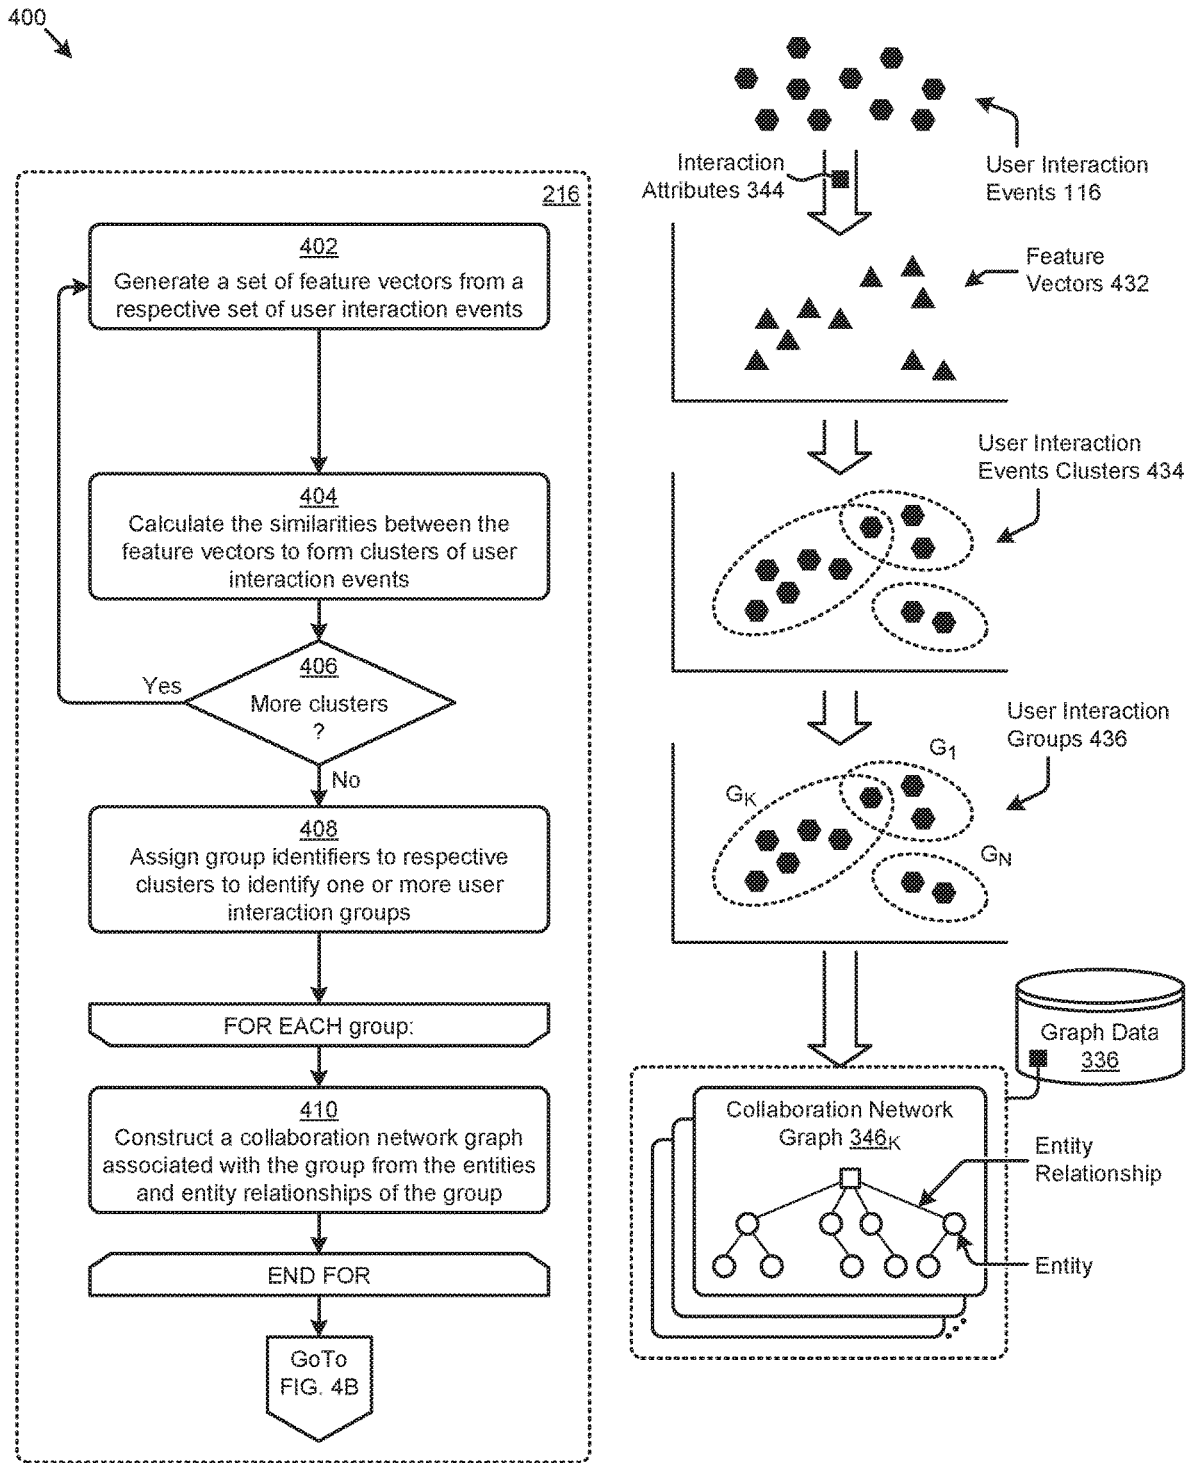 400
216
402
Generate a set of feature vectors from a
respective set of user interaction events
404
Calculate the similarities between the
feature vectors to form clusters of user
interaction events
406
More clusters
?
Yes
No
408
Assign group identifiers to respective
clusters to identify one or more user
interaction groups
FOR EACH group:
410
Construct a collaboration network graph
associated with the group from the entities
and entity relationships of the group
END FOR
GoTo
FIG. 4B
User Interaction
Events 116
Interaction
Attributes 344
Feature
Vectors 432
User Interaction
Events Clusters 434
User Interaction
Groups 436
G1
GK
GN
Graph Data
336
Collaboration Network
Graph 346K
Entity
Relationship
Entity